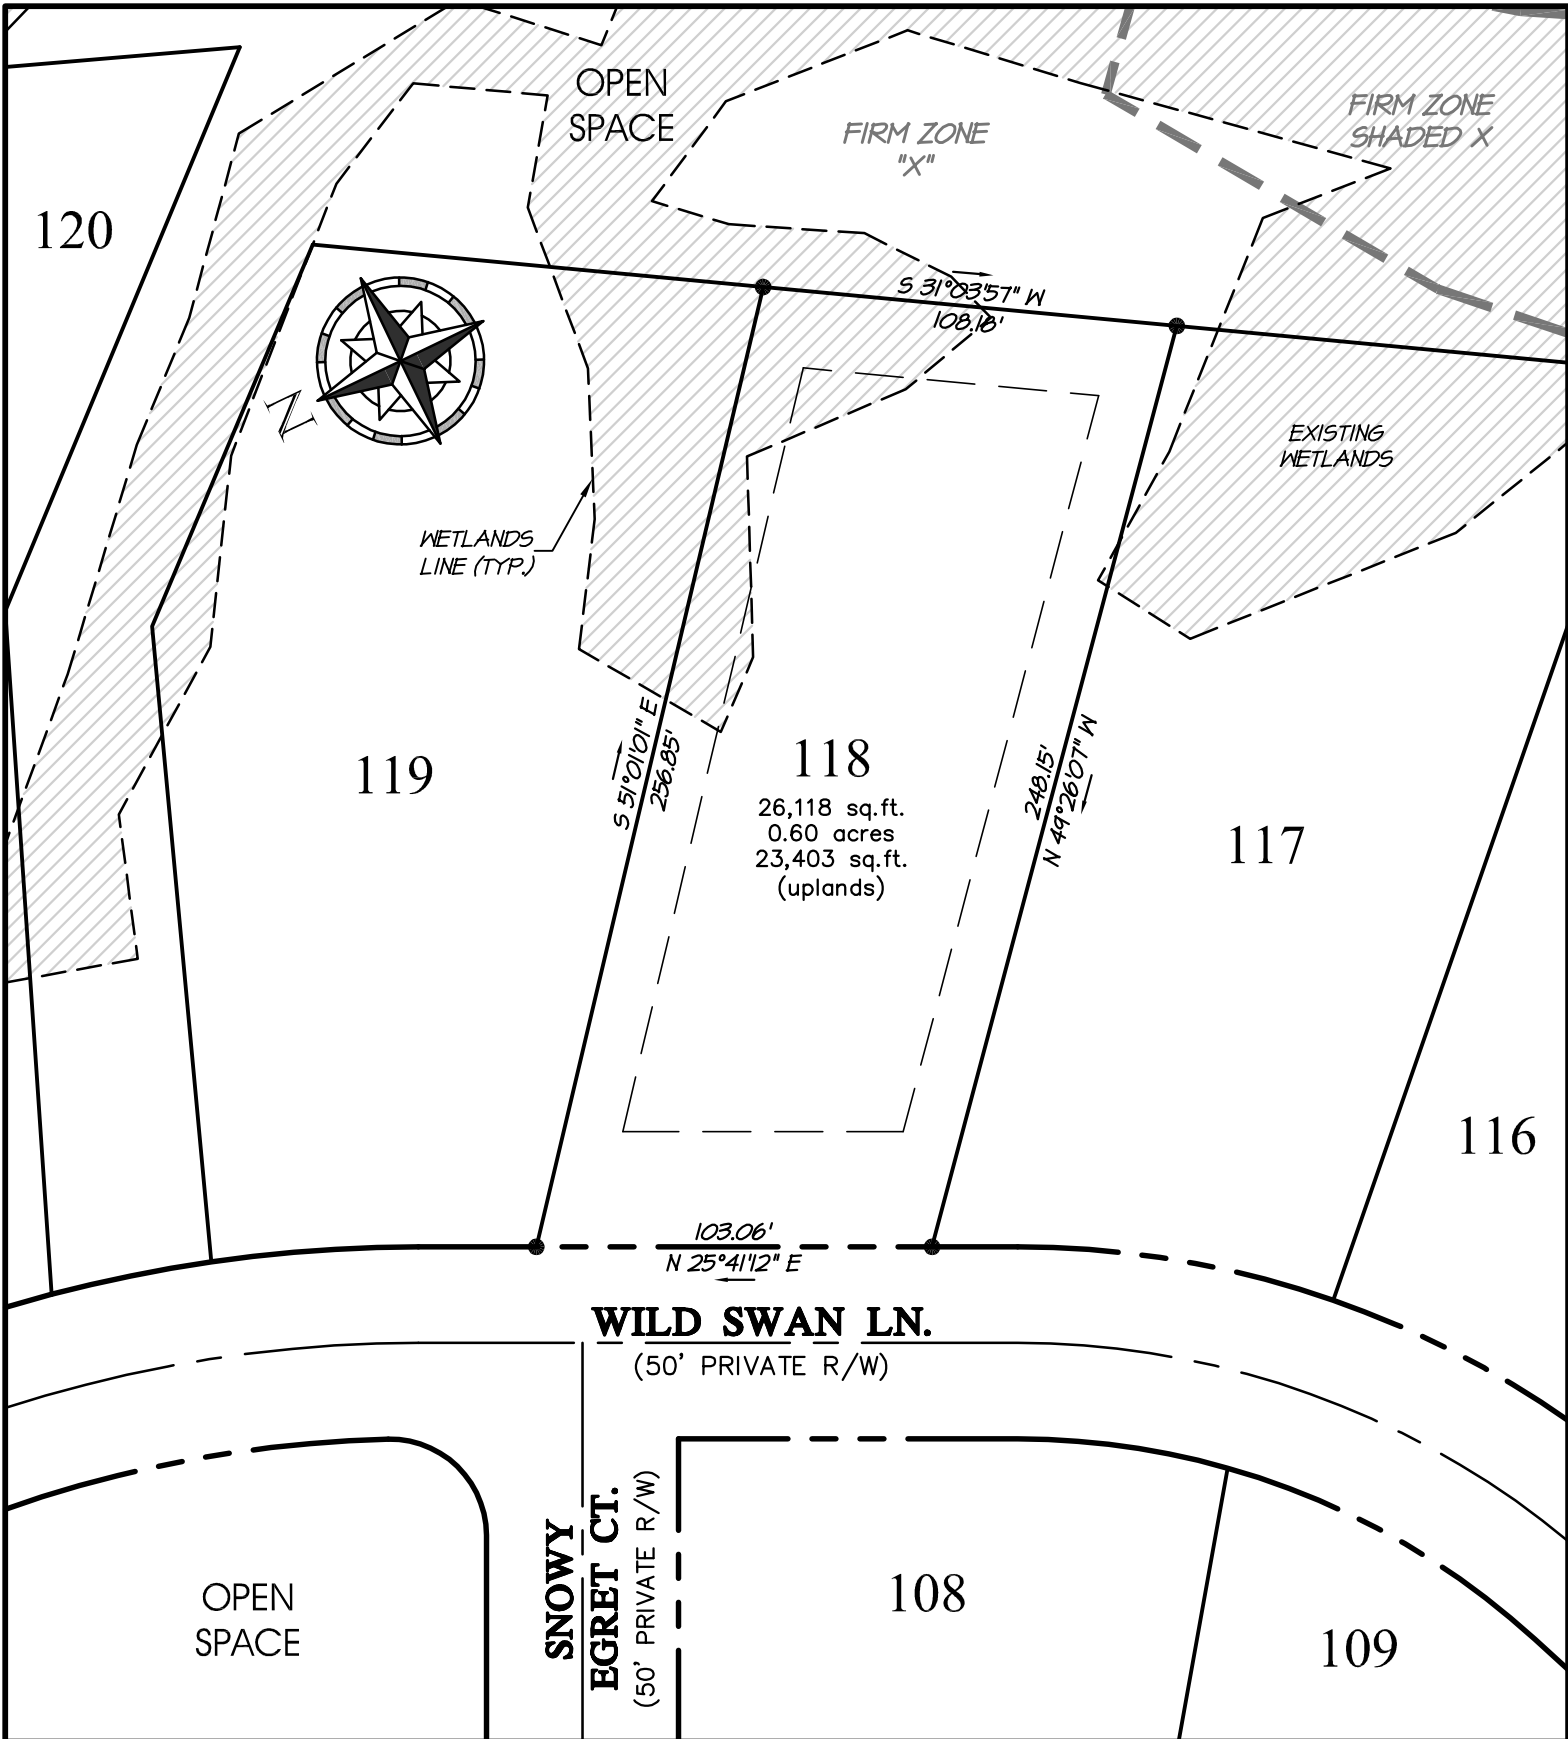 OPEN
SPACE
FIRM ZONE
"X"
FIRM ZONE
SHADED X
120
S 31°03'57" W
108.18'
N
EXISTING
WETLANDS
WETLANDS
LINE (TYP.)
119
S 51°01'01" E
256.85'
118
26,118 sq.ft.
0.60 acres
23,403 sq.ft.
(uplands)
248.15'
N 49°26'07" W
117
116
103.06'
N 25°41'12" E
WILD SWAN LN.
(50' PRIVATE R/W)
SNOWY
EGRET CT.
(50' PRIVATE R/W)
OPEN
SPACE
108
109